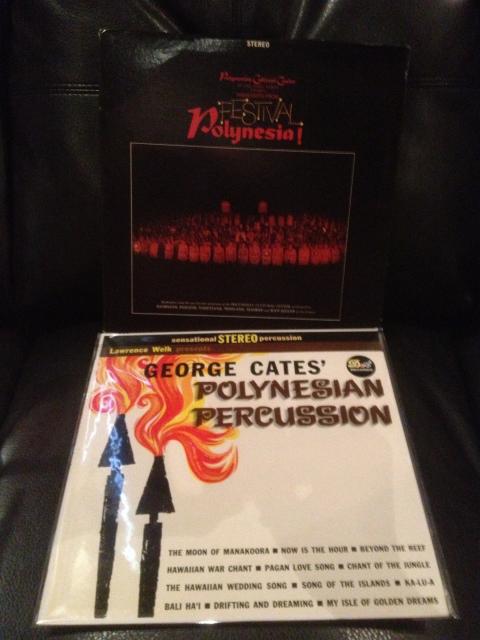 STEREO
Polynesian Cultural Center
FESTIVAL
Polynesia!
sensational STEREO percussion
Lawrence Welk presents
GEORGE CATES'
POLYNESIAN
PERCUSSION
THE MOON OF MANAKOORA ■ NOW IS THE HOUR ■ BEYOND THE REEF
HAWAIIAN WAR CHANT ■ PAGAN LOVE SONG ■ CHANT OF THE JUNGLE
THE HAWAIIAN WEDDING SONG ■ SONG OF THE ISLANDS ■ KA-LU-A
BALI HA'I ■ DRIFTING AND DREAMING ■ MY ISLE OF GOLDEN DREAMS